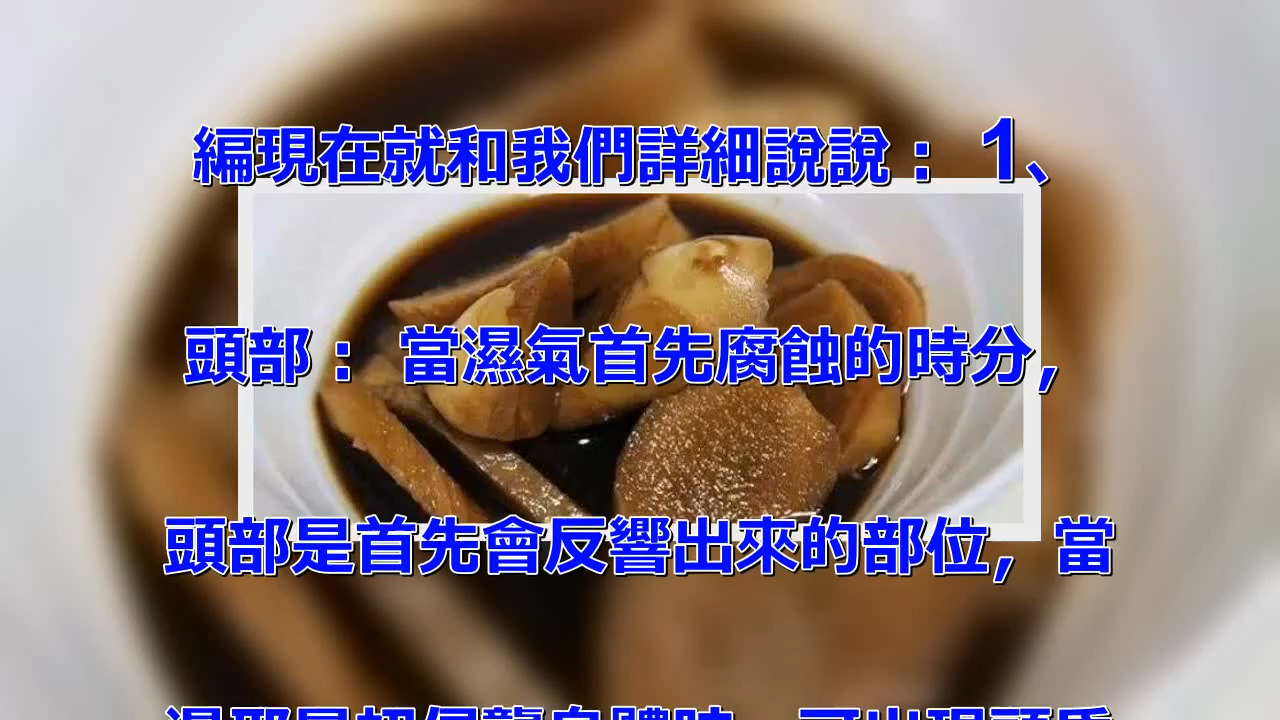 編現在就和我們詳細說說 ： 1、
頭部 ： 當濕氣首先腐蝕的時分，
頭部是首先會反響出來的部位，當